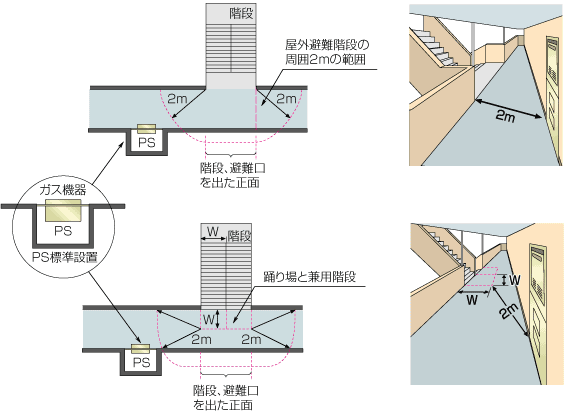 階段
屋外避難階段の
周囲2mの範囲
2m
2m
PS
階段、避難口
を出た正面
2m
ガス機器
PS
PS標準設置
W
階段
踊り場と兼用階段
W
2m
2m
PS
階段、避難口
を出た正面
W
W
2m